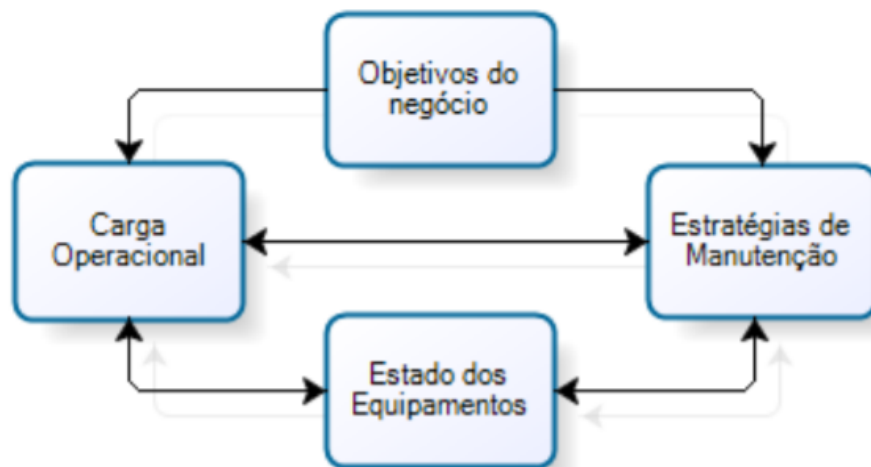 Objetivos do
negócio
Carga
Operacional
Estratégias de
Manutenção
Estado dos
Equipamentos